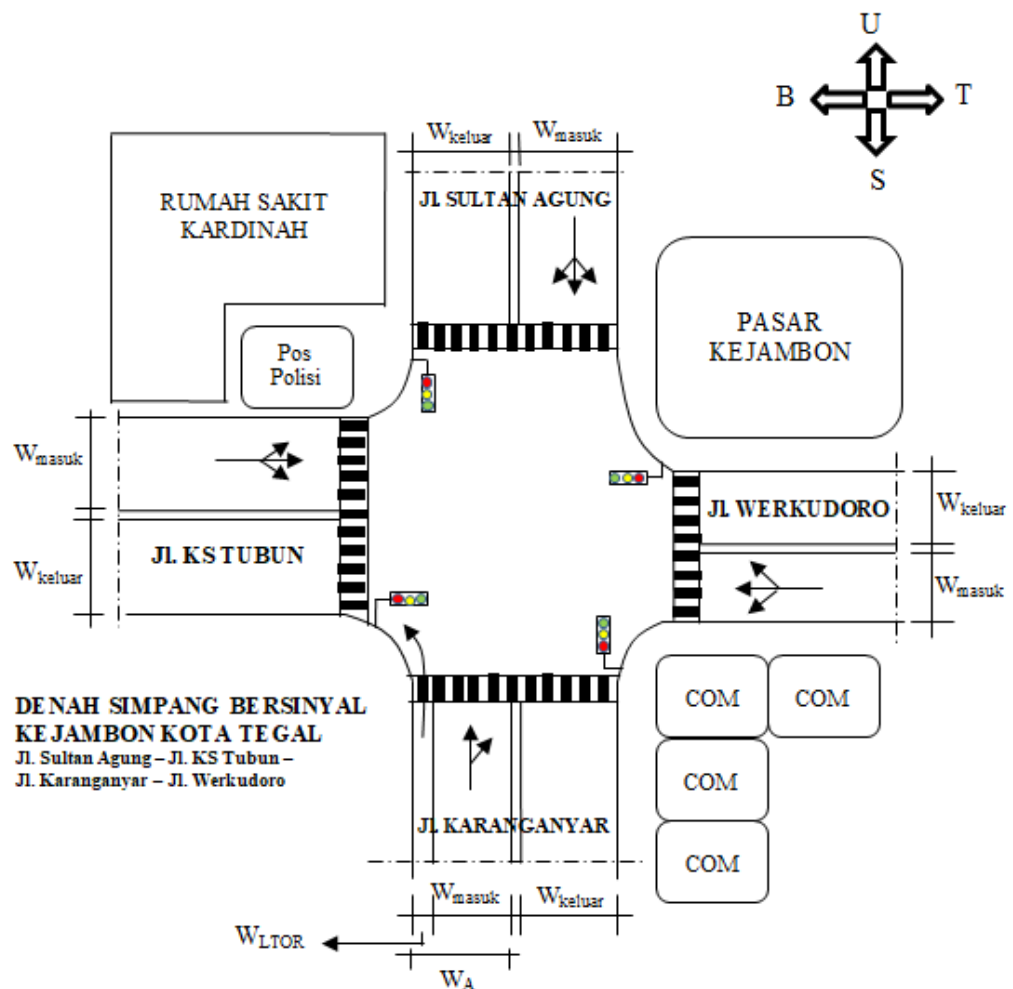 U
B
T
S
Wkeluar
Wmasuk
Jl. SULTAN AGUNG
RUMAH SAKIT
KARDINAH
PASAR
KEJAMBON
Pos
Polisi
Wmasuk
Wkeluar
Jl. KS TUBUN
Jl. WERKUDORO
Wkeluar
Wmasuk
DENAH SIMPANG BERSINYAL
KEJAMBON KOTA TEGAL
Jl. Sultan Agung – Jl. KS Tubun –
Jl. Karanganyar – Jl. Werkudoro
COM
COM
COM
COM
Jl. KARANGANYAR
Wmasuk
Wkeluar
WLTOR
WA